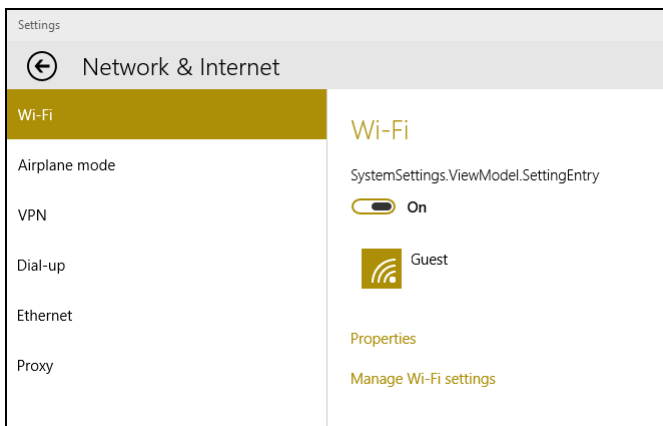 Settings
Network & Internet
Wi-Fi
Airplane mode
VPN
Dial-up
Ethernet
Proxy
Wi-Fi
SystemSettings.ViewModel.SettingEntry
On
Guest
Properties
Manage Wi-Fi settings